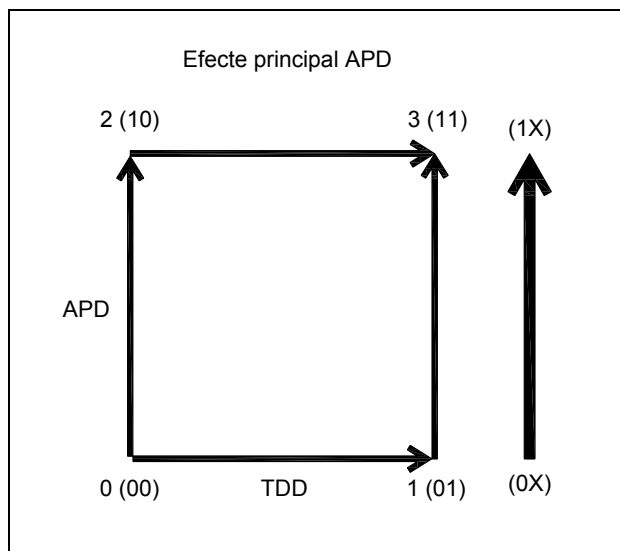 Efecte principal APD
2 (10)
3 (11)
(1X)
APD
0 (00)
TDD
1 (01)
(0X)